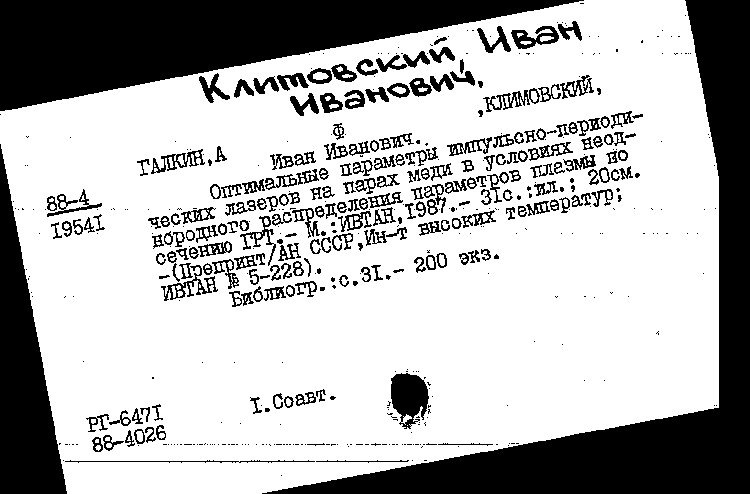 Климовский Иван
Иванович,
ГАЛКИН,А Ф ,КЛИМОВСКИЙ,
Иван Иванович.
88-4
19541
Оптимальные параметры импульсно-периоди-
ческих лазеров на парах меди в условиях неод-
нородного распределения параметров плазмы по
сечению ГРТ.- М.:ИВТАН,1987.- 31с.:ил.; 20см.
-(Препринт/АН СССР,Ин-т высоких температур;
ИВТАН № 5-228).
Библиогр.:с.31.- 200 экз.
РГ-6471
88-4026
I.Соавт.